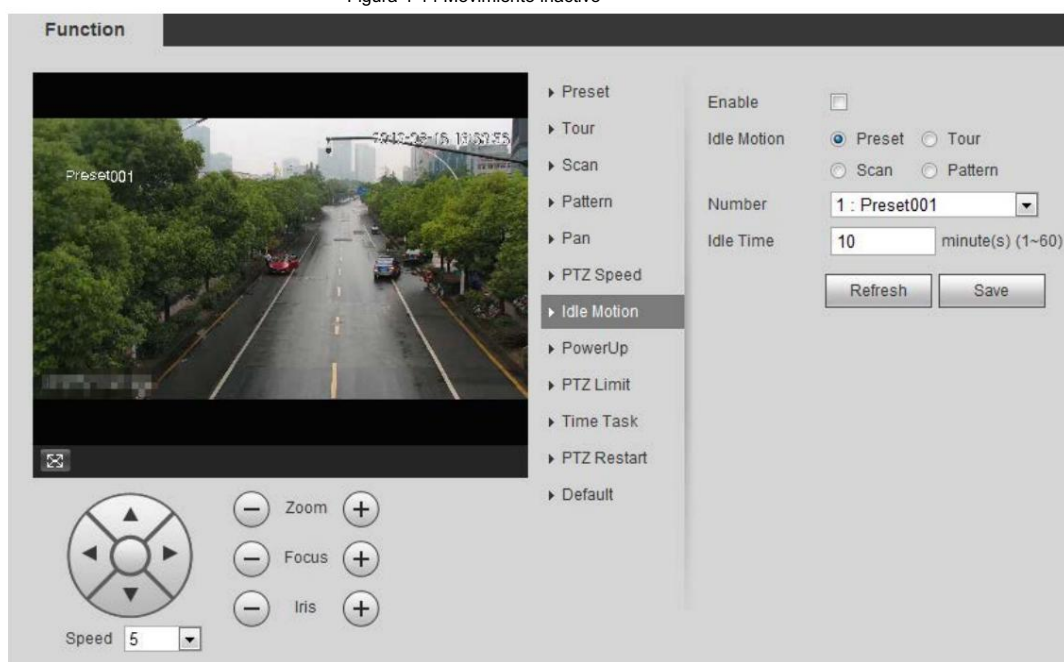 Figura Movimiento inactivo
Function
Preset001
Preset
Tour
Scan
Pattern
Pan
PTZ Speed
Idle Motion
PowerUp
PTZ Limit
Time Task
PTZ Restart
Default
Enable
Idle Motion Preset Tour
Scan Pattern
Number 1 : Preset001
Idle Time 10 minute(s) (1~60)
Refresh Save
Zoom
Focus
Iris
Speed 5